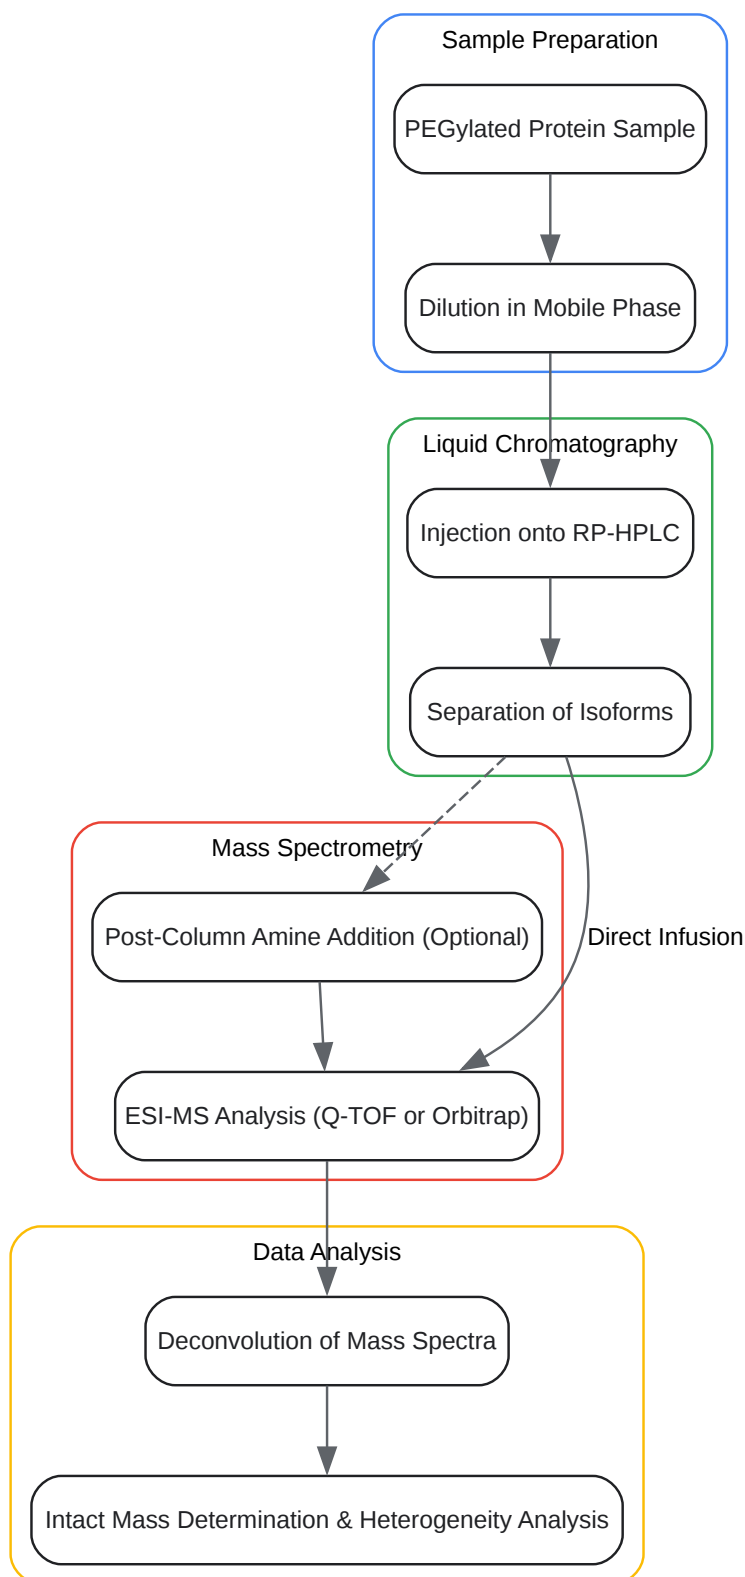 Sample Preparation
PEGylated Protein Sample
Dilution in Mobile Phase
Liquid Chromatography
Injection onto RP-HPLC
Separation of Isoforms
Mass Spectrometry
Post-Column Amine Addition (Optional)
Direct Infusion
ESI-MS Analysis (Q-TOF or Orbitrap)
Data Analysis
Deconvolution of Mass Spectra
Intact Mass Determination & Heterogeneity Analysis